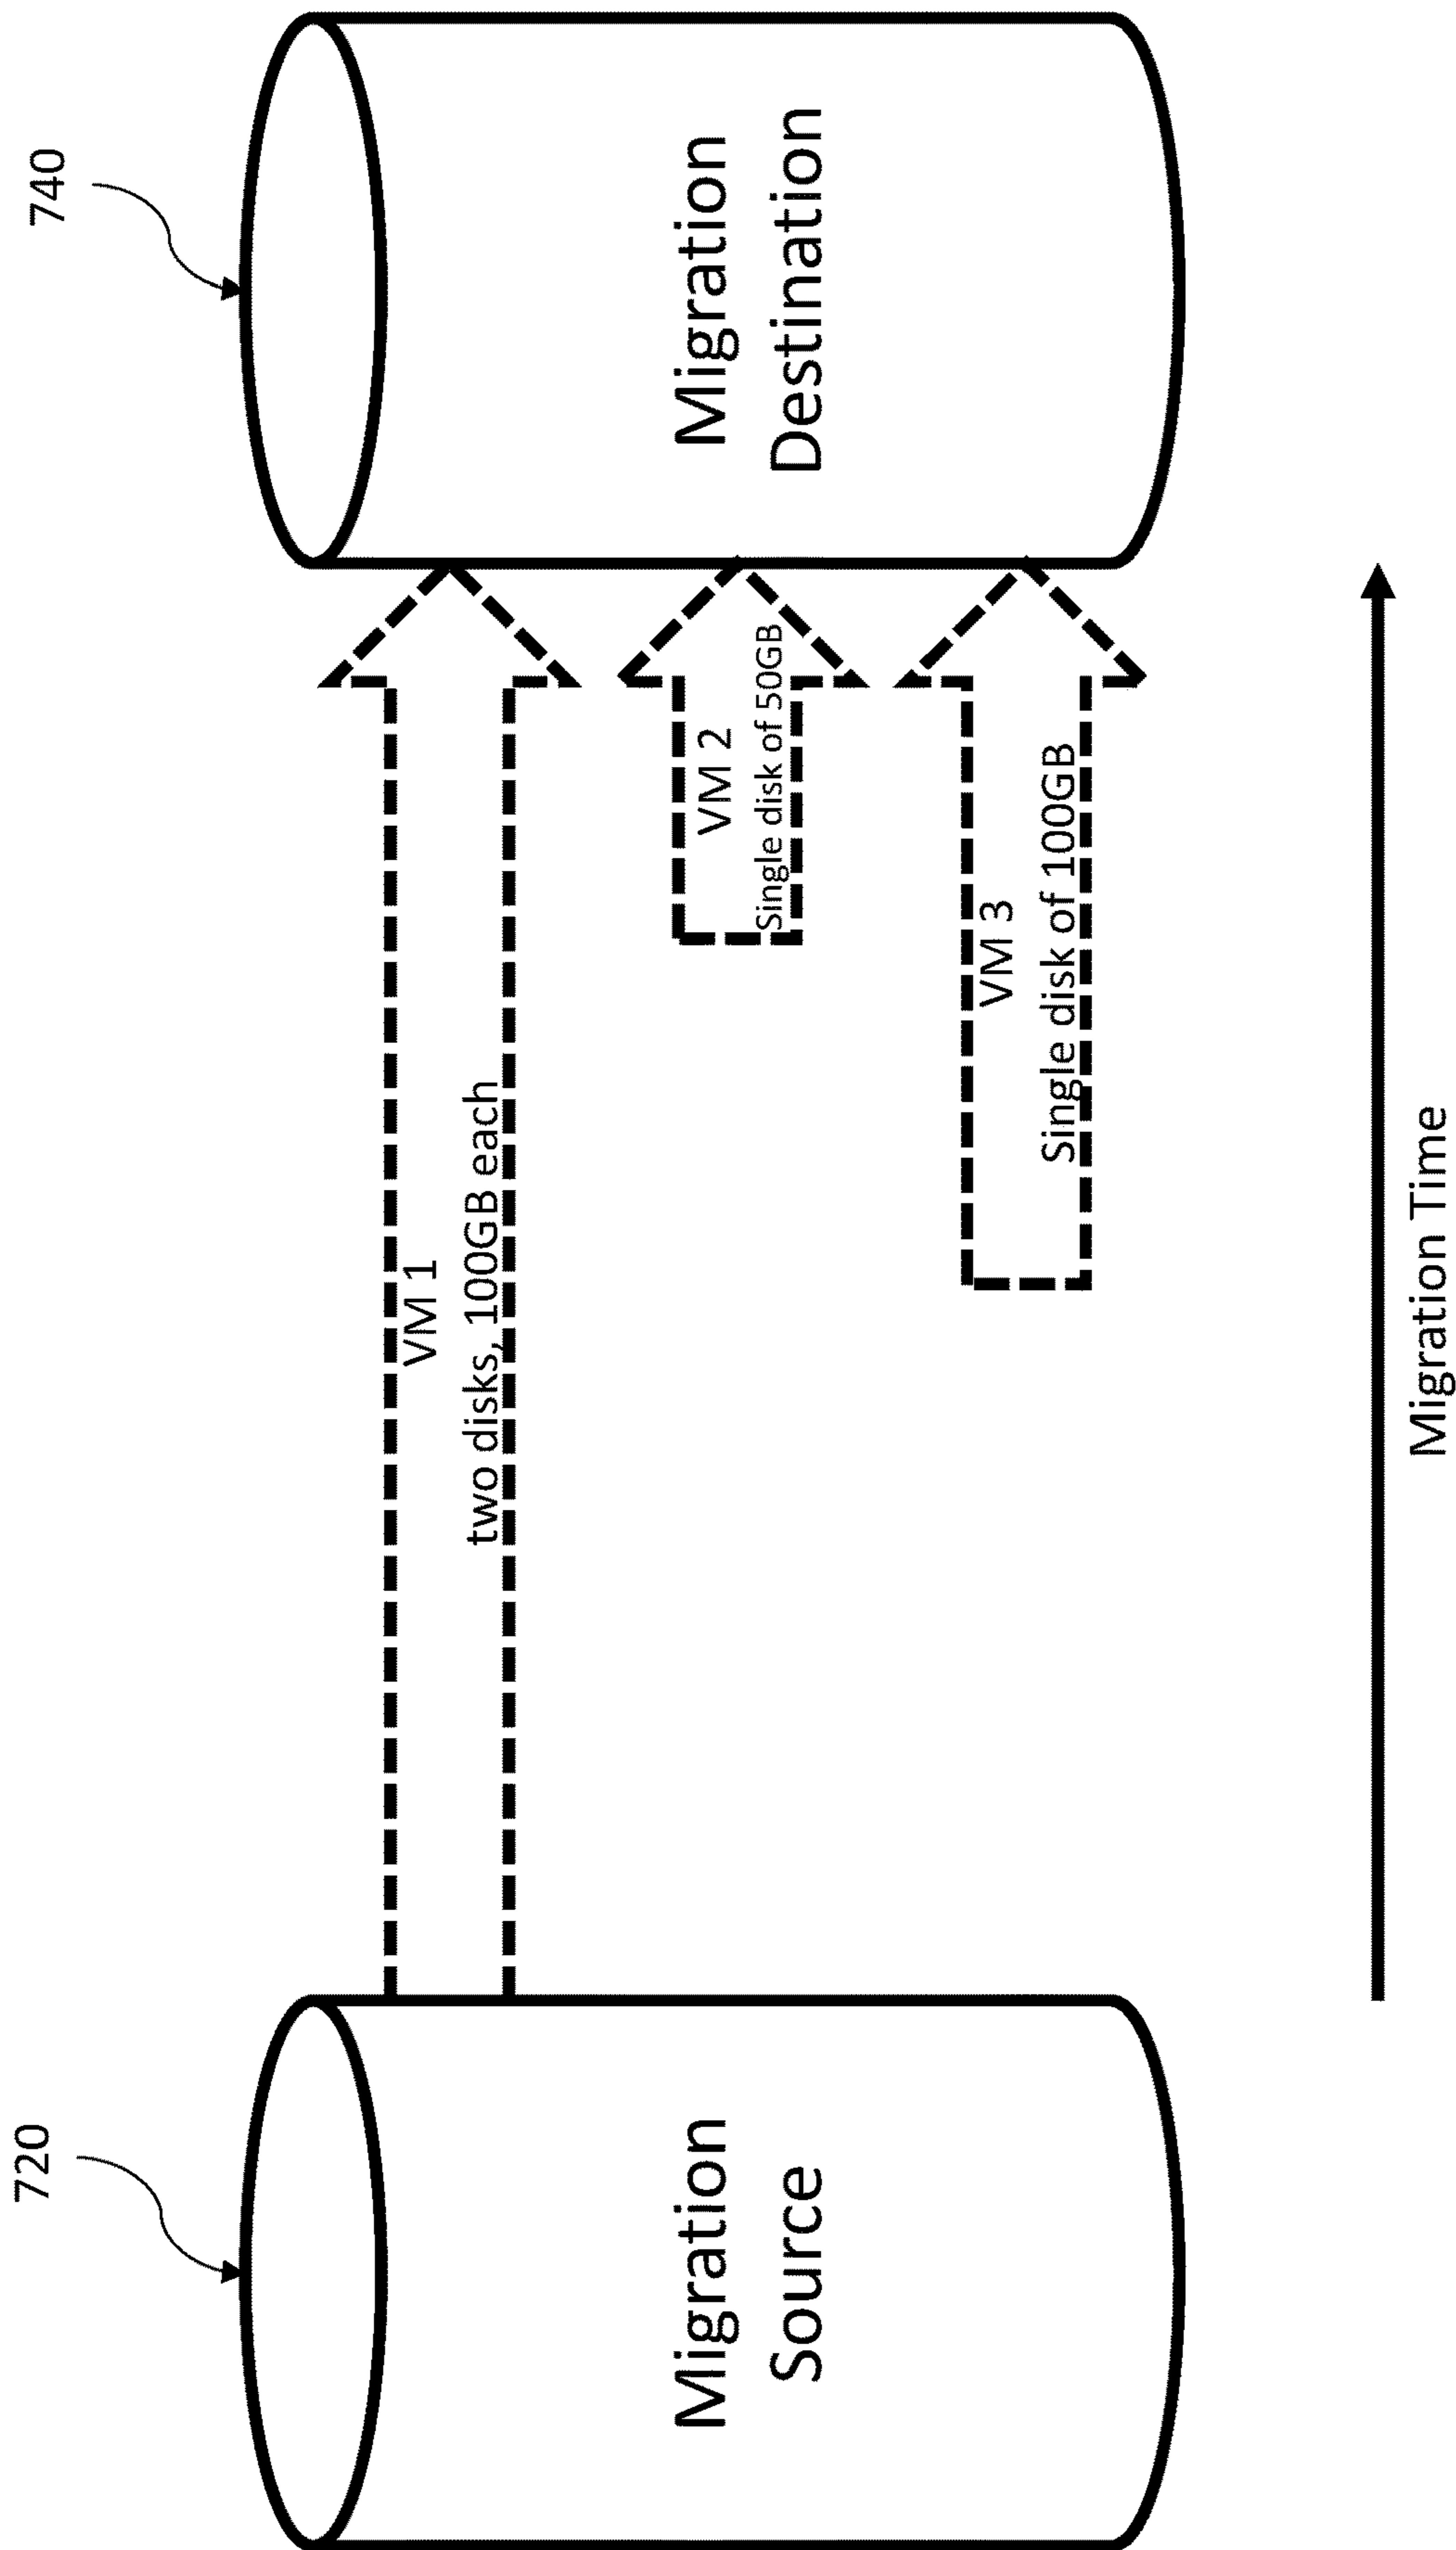 720
740
Migration
Source
VM 1
two disks, 100GB each
VM 2
Single disk of 50GB
VM 3
Single disk of 100GB
Migration
Destination
Migration Time